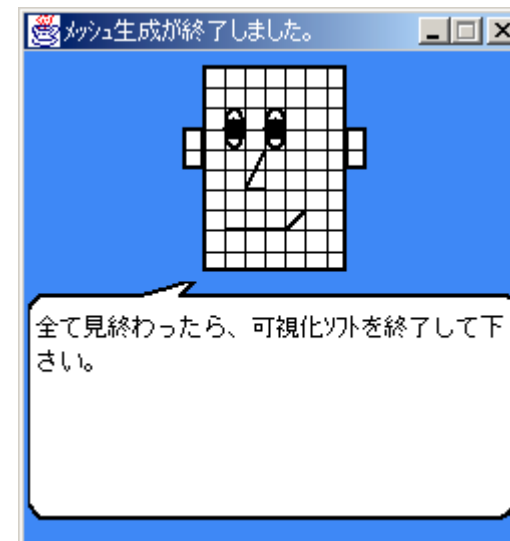 ﾒｯｼｭ生成が終了しました。
全て見終わったら、可視化ｿﾌﾄを終了して下
さい。